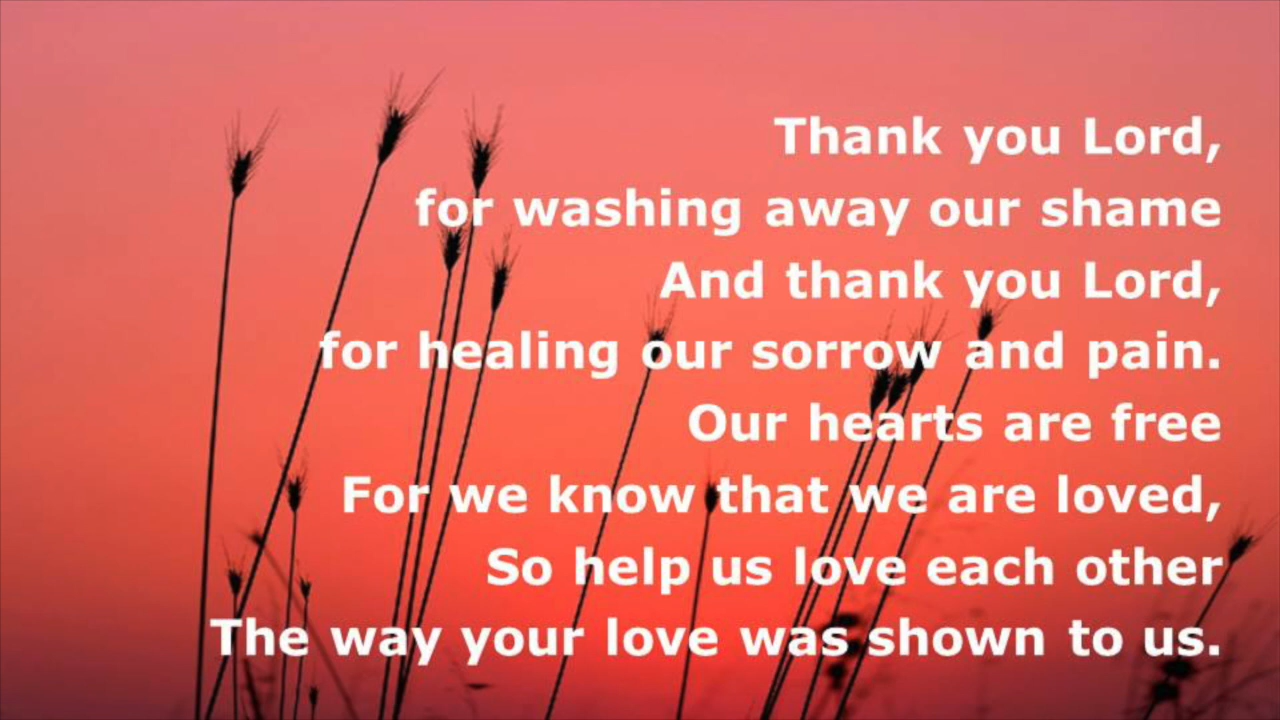 Thank you Lord,
for washing away our shame
And thank you Lord,
for healing our sorrow and pain.
Our hearts are free
For we know that we are loved,
So help us love each other
The way your love was shown to us.